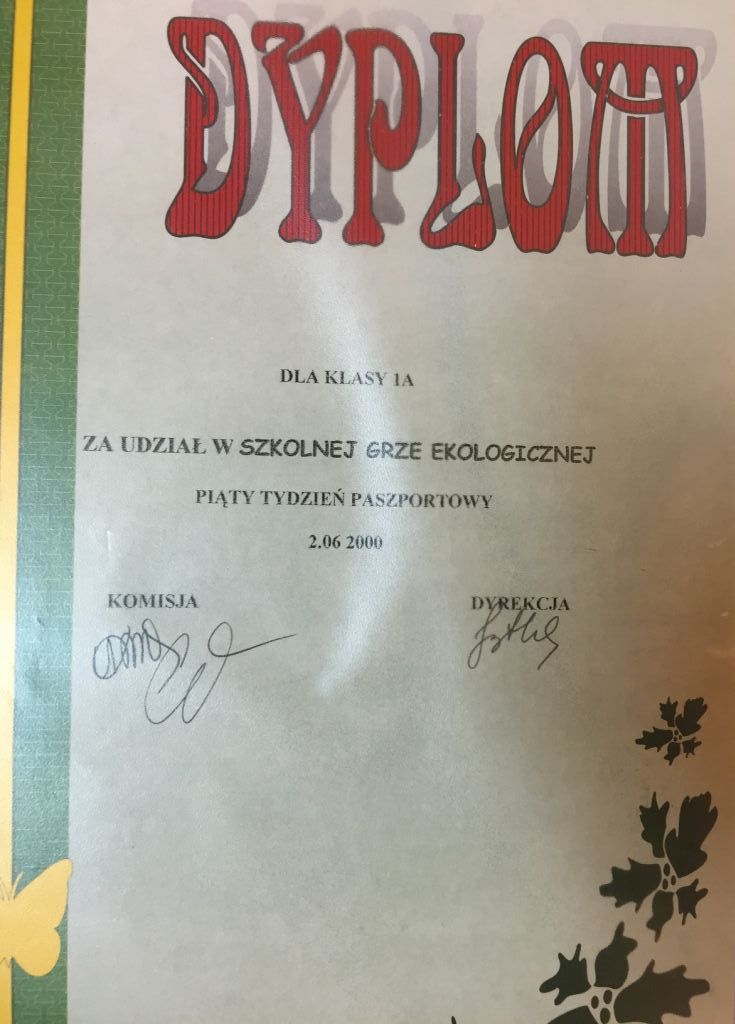 DYPLOM
DLA KLASY 1A
ZA UDZIAŁ W SZKOLNEJ GRZE EKOLOGICZNEJ
PIĄTY TYDZIEŃ PASZPORTOWY
2.06 2000
KOMISJA DYREKCJA